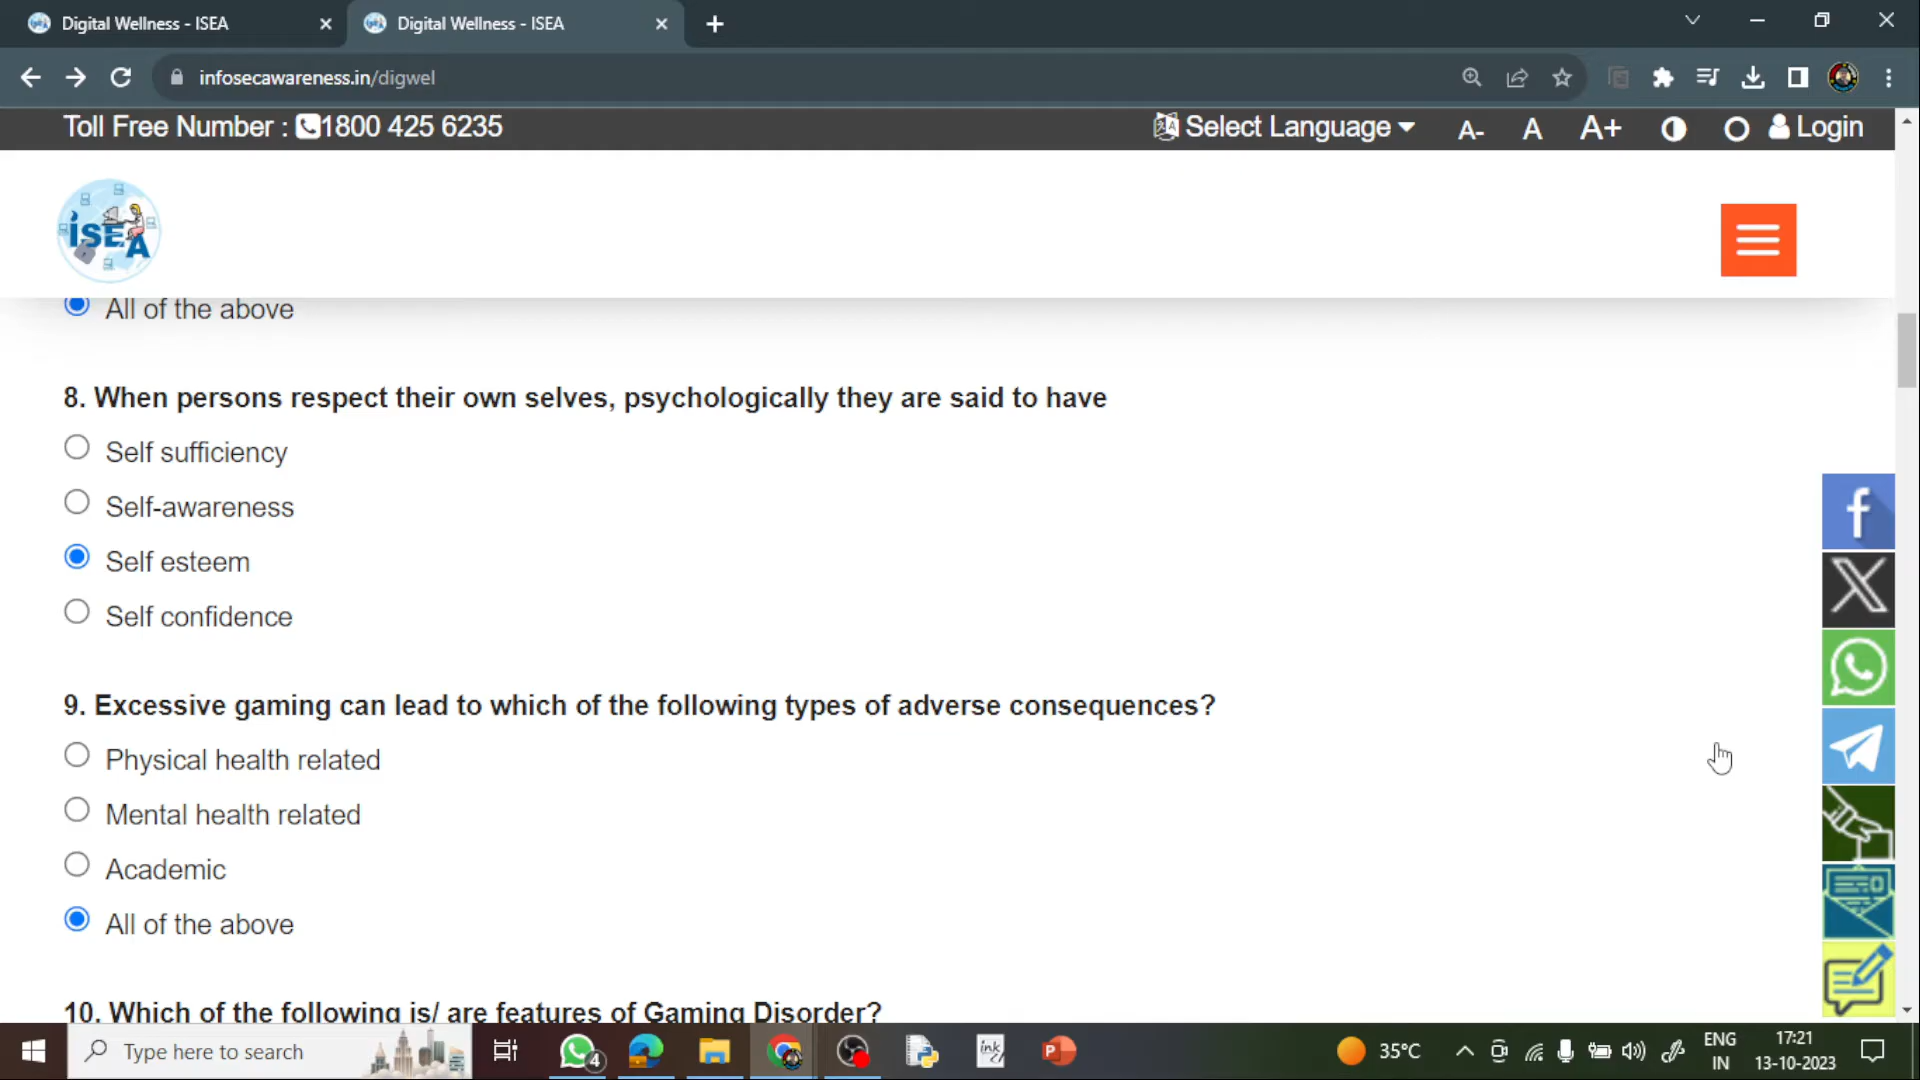 Digital Wellness - ISEA
Digital Wellness - ISEA
infosecawareness.in/digwel
Toll Free Number : 1800 425 6235
Select Language
A-
A
A+
Login
iSEA
All of the above
8. When persons respect their own selves, psychologically they are said to have
Self sufficiency
Self-awareness
Self esteem
Self confidence
9. Excessive gaming can lead to which of the following types of adverse consequences?
Physical health related
Mental health related
Academic
All of the above
10. Which of the following is/ are features of Gaming Disorder?
Type here to search
4
ink
P
35°C
ENG
IN
17:21
13-10-2023